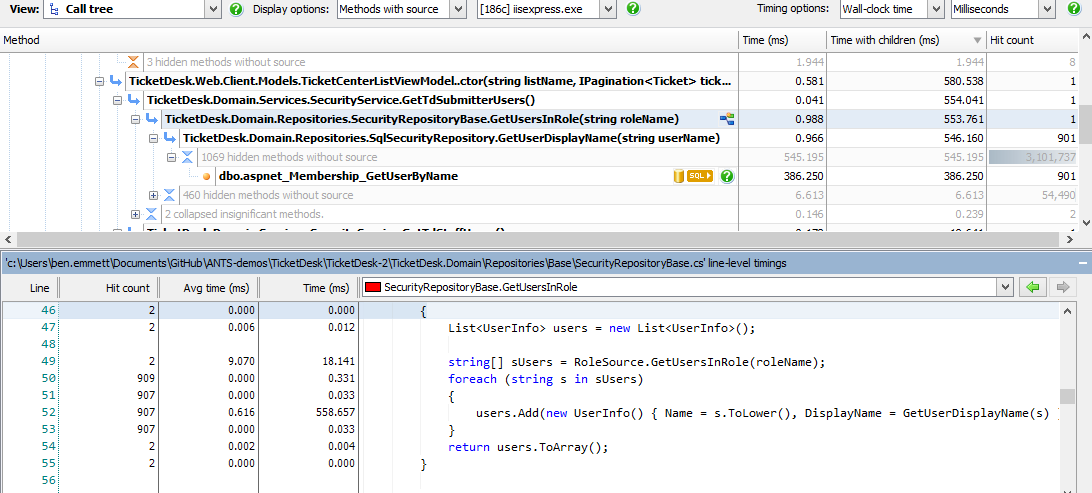 View: Call tree Display options: Methods with source [186c] iisexpress.exe Timing options: Wall-clock time Milliseconds
Method Time (ms) Time with children (ms) Hit count
3 hidden methods without source 1.944 1.944 8
TicketDesk.Web.Client.Models.TicketCenterListViewModel..ctor(string listName, IPagination<Ticket> tick... 0.581 580.538 1
TicketDesk.Domain.Services.SecurityService.GetTdSubmitterUsers() 0.041 554.041 1
TicketDesk.Domain.Repositories.SecurityRepositoryBase.GetUsersInRole(string roleName) 0.988 553.761 1
TicketDesk.Domain.Repositories.SqlSecurityRepository.GetUserDisplayName(string userName) 0.966 546.160 901
1069 hidden methods without source 545.195 545.195 3,101,737
dbo.aspnet_Membership_GetUserByName SQL 386.250 386.250 901
460 hidden methods without source 6.613 6.613 54,490
2 collapsed insignificant methods. 0.146 0.239 2
'c:\Users\ben.emmett\Documents\GitHub\ANTS-demos\TicketDesk\TicketDesk-2\TicketDesk.Domain\Repositories\Base\SecurityRepositoryBase.cs' line-level timings
Line Hit count Avg time (ms) Time (ms) SecurityRepositoryBase.GetUsersInRole
46 2 0.000 0.000 {
47 2 0.006 0.012 List<UserInfo> users = new List<UserInfo>();
48
49 2 9.070 18.141 string[] sUsers = RoleSource.GetUsersInRole(roleName);
50 909 0.000 0.331 foreach (string s in sUsers)
51 907 0.000 0.033 {
52 907 0.616 558.657 users.Add(new UserInfo() { Name = s.ToLower(), DisplayName = GetUserDisplayName(s)
53 907 0.000 0.033 }
54 2 0.002 0.004 return users.ToArray();
55 2 0.000 0.000 }
56